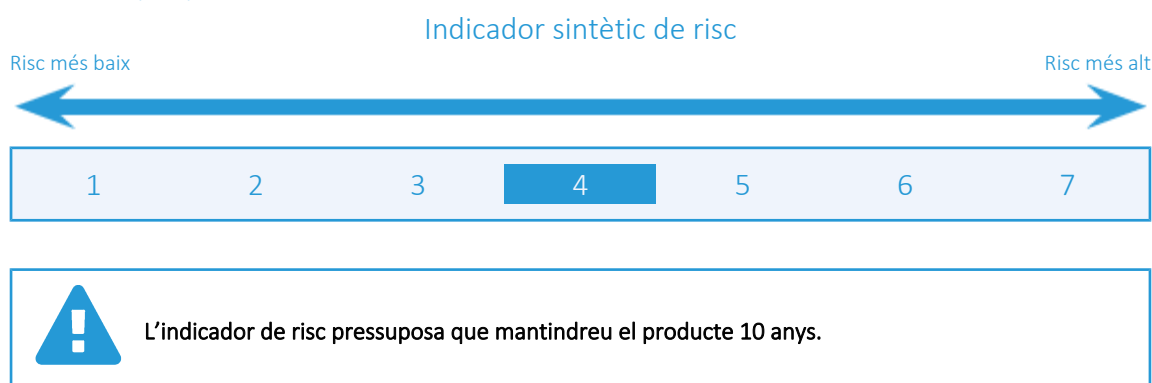 Indicador sintètic de risc
Risc més baix Risc més alt
1 2 3 4 5 6 7
L'indicador de risc pressuposa que mantindreu el producte 10 anys.